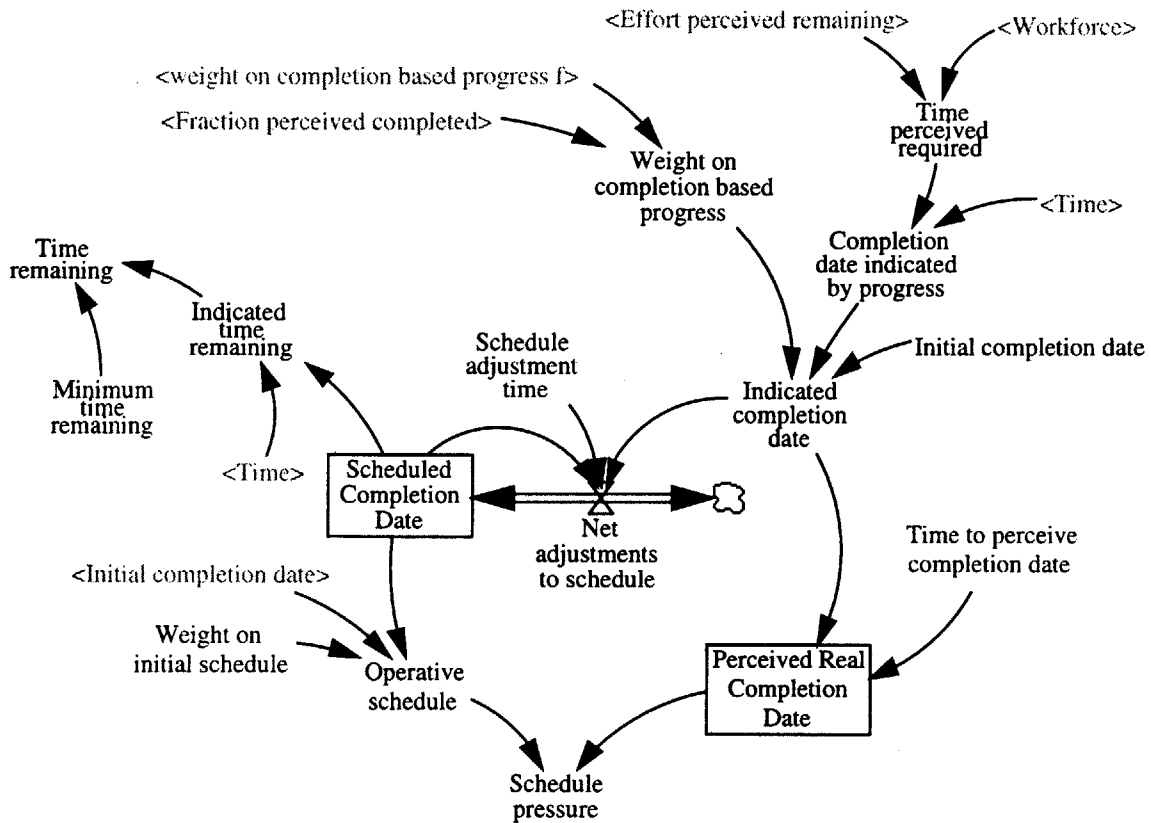 <Effort perceived remaining>
<Workforce>
<weight on completion based progress f>
<Fraction perceived completed>
Time
perceived
required
Weight on
completion based
progress
<Time>
Completion
date indicated
by progress
Time
remaining
Indicated
time
remaining
Schedule
adjustment
time
Initial completion date
Minimum
time
remaining
Indicated
completion
date
<Time>
Scheduled
Completion
Date
Net
adjustments
to schedule
Time to perceive
completion date
<Initial completion date>
Weight on
initial schedule
Operative
schedule
Perceived Real
Completion
Date
Schedule
pressure